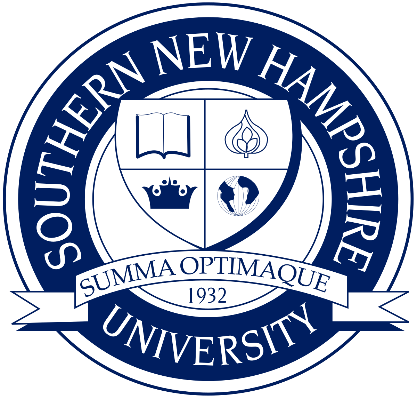 SOUTHERN NEW HAMPSHIRE
SUMMA OPTIMAQUE
1932
UNIVERSITY